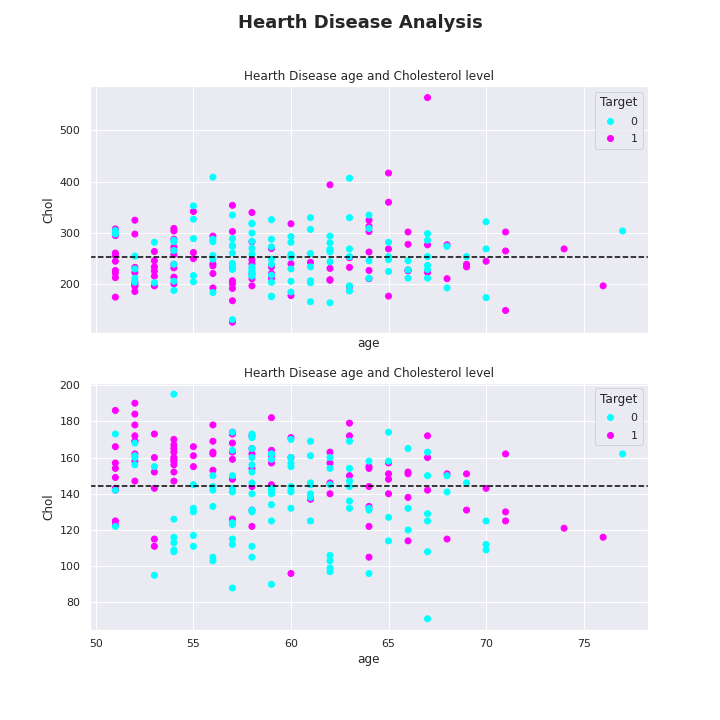 Hearth Disease Analysis
Hearth Disease age and Cholesterol level
Target
0
1
500
400
300
200
Chol
age
Hearth Disease age and Cholesterol level
Target
0
1
200
180
160
140
120
100
80
Chol
50 55 60 65 70 75
age